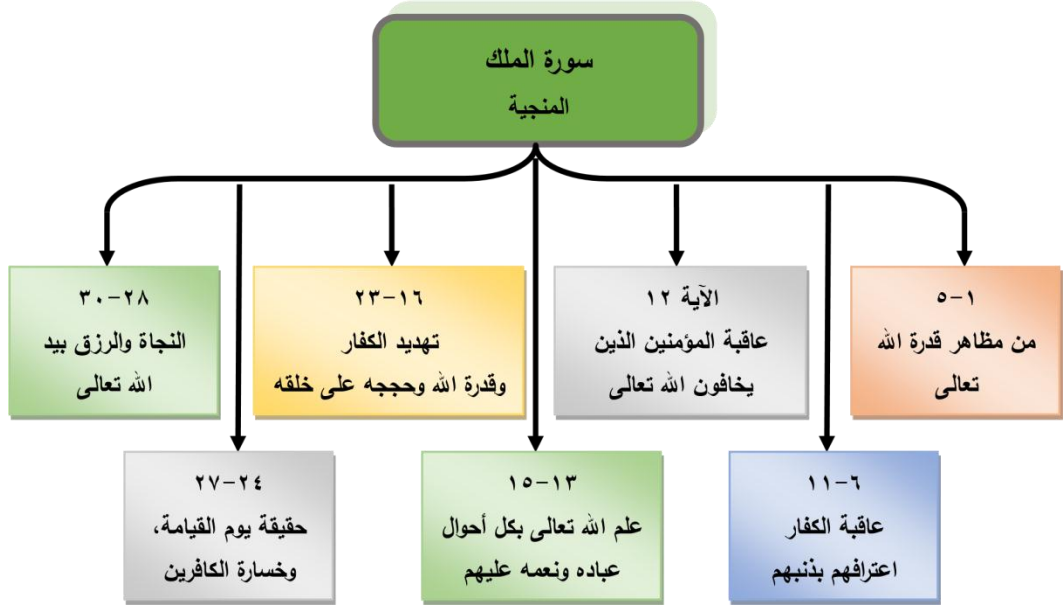 سورة الملك
المنجية
١-٥
من مظاهر قدرة الله
تعالى
٦-١١
عاقبة الكفار
اعترافهم بذنبهم
الآية ١٢
عاقبة المؤمنين الذين
يخافون الله تعالى
١٣-١٥
علم الله تعالى بكل أحوال
عباده ونعمه عليهم
١٦-٢٣
تهديد الكفار
وقدرة الله وحججه على خلقه
٢٤-٢٧
حقيقة يوم القيامة،
وخسارة الكافرين
٢٨-٣٠
النجاة والرزق بيد
الله تعالى